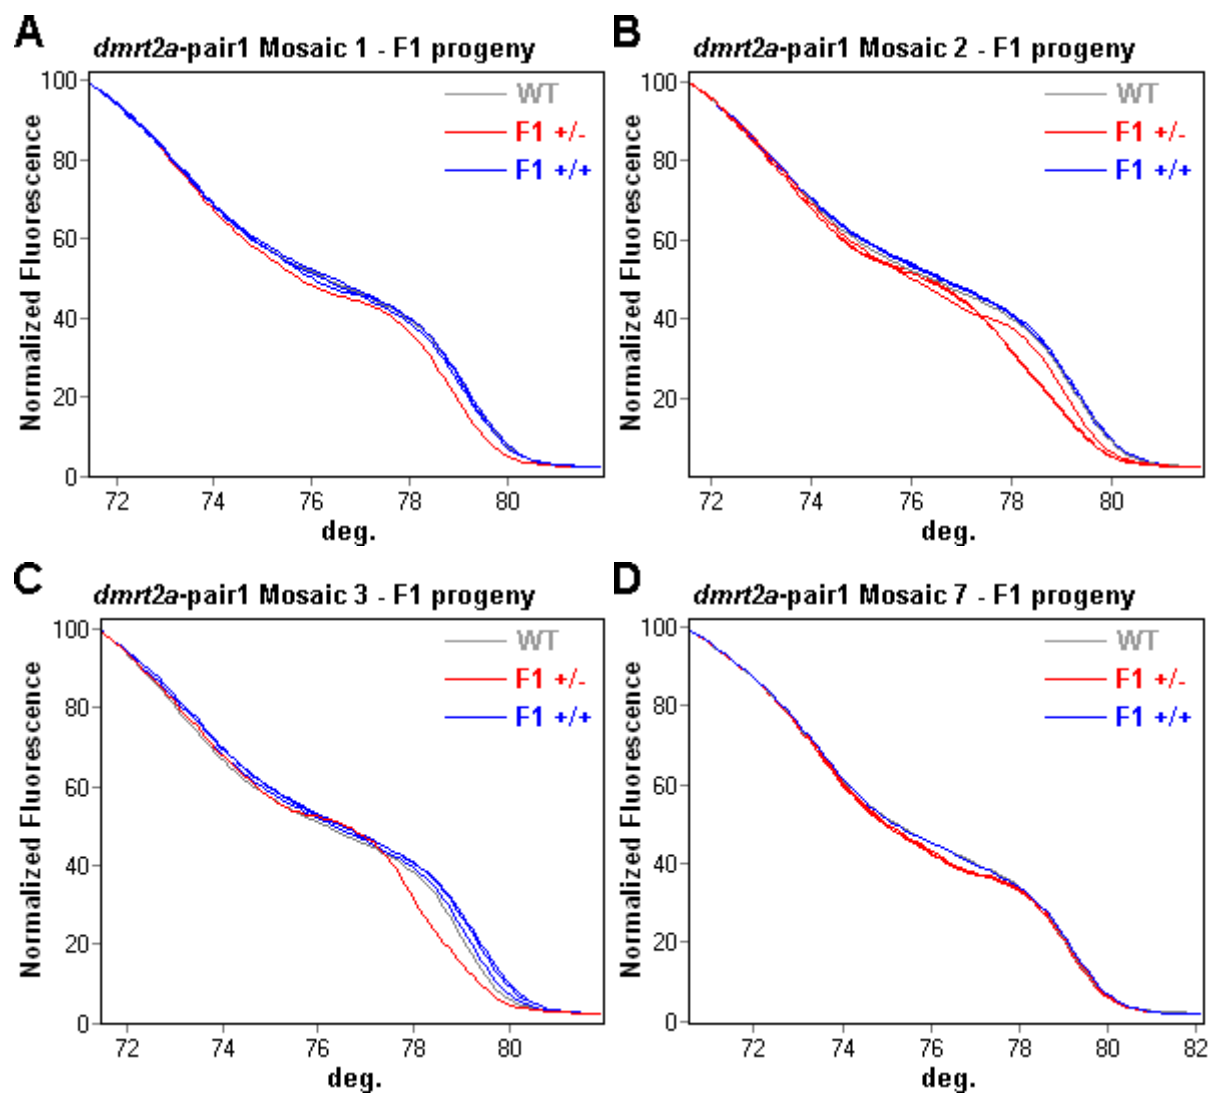 A
dmrt2a-pair1 Mosaic 1 - F1 progeny
Normalized Fluorescence
100
80
60
40
20
0
WT
F1 +/-
F1 +/+
72 74 76 78 80
deg.
B
dmrt2a-pair1 Mosaic 2 - F1 progeny
Normalized Fluorescence
100
80
60
40
20
WT
F1 +/-
F1 +/+
72 74 76 78 80
deg.
C
dmrt2a-pair1 Mosaic 3 - F1 progeny
Normalized Fluorescence
100
80
60
40
20
0
WT
F1 +/-
F1 +/+
72 74 76 78 80
deg.
D
dmrt2a-pair1 Mosaic 7 - F1 progeny
Normalized Fluorescence
100
80
60
40
20
0
WT
F1 +/-
F1 +/+
72 74 76 78 80 82
deg.